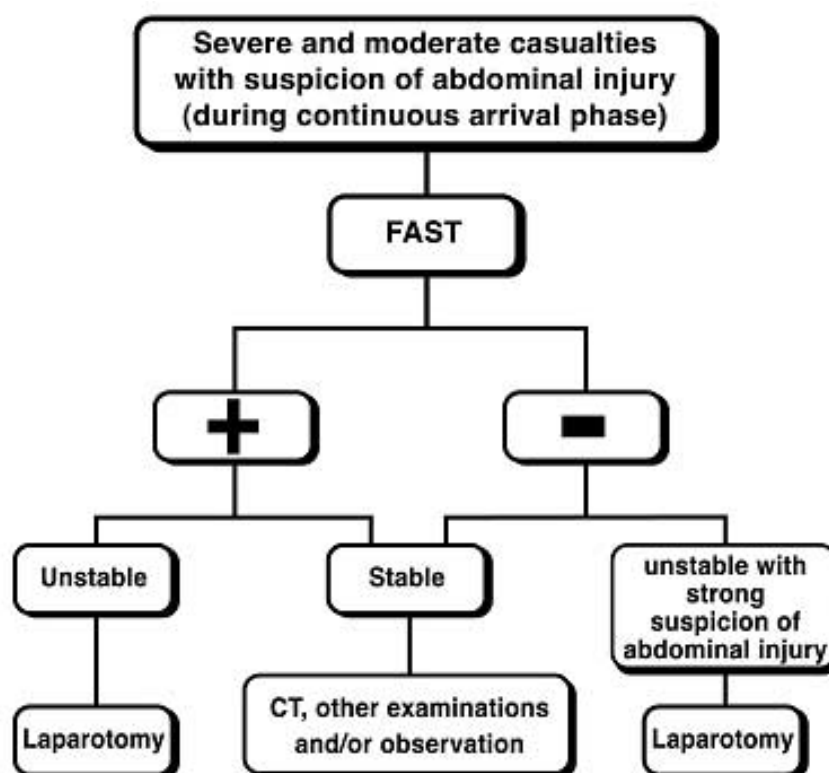 Severe and moderate casualties
with suspicion of abdominal injury
(during continuous arrival phase)
FAST
+
-
Unstable
Stable
unstable with
strong
suspicion of
abdominal injury
Laparotomy
CT, other examinations
and/or observation
Laparotomy